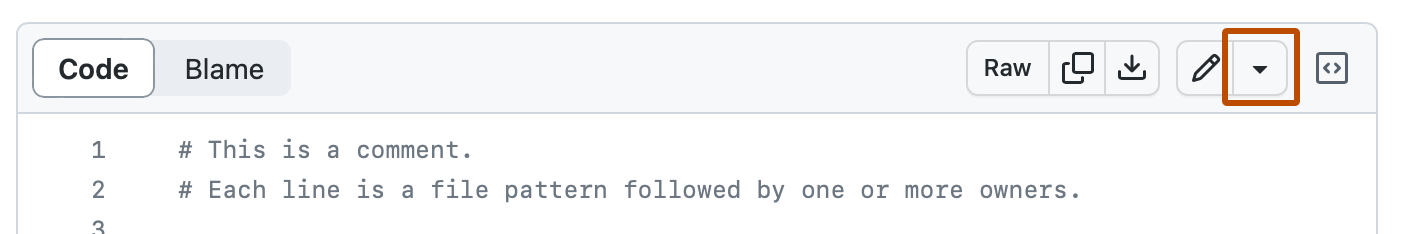 Code Blame Raw
1 # This is a comment.
2 # Each line is a file pattern followed by one or more owners.
3